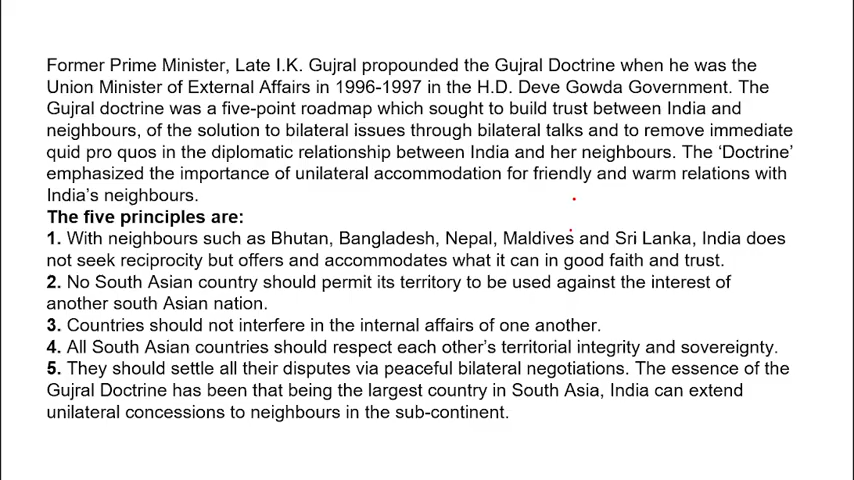 Former Prime Minister, Late I.K. Gujral propounded the Gujral Doctrine when he was the
Union Minister of External Affairs in 1996-1997 in the H.D. Deve Gowda Government. The
Gujral doctrine was a five-point roadmap which sought to build trust between India and
neighbours, of the solution to bilateral issues through bilateral talks and to remove immediate
quid pro quos in the diplomatic relationship between India and her neighbours. The ‘Doctrine’
emphasized the importance of unilateral accommodation for friendly and warm relations with
India’s neighbours.
The five principles are:
1. With neighbours such as Bhutan, Bangladesh, Nepal, Maldives and Sri Lanka, India does
not seek reciprocity but offers and accommodates what it can in good faith and trust.
2. No South Asian country should permit its territory to be used against the interest of
another south Asian nation.
3. Countries should not interfere in the internal affairs of one another.
4. All South Asian countries should respect each other’s territorial integrity and sovereignty.
5. They should settle all their disputes via peaceful bilateral negotiations. The essence of the
Gujral Doctrine has been that being the largest country in South Asia, India can extend
unilateral concessions to neighbours in the sub-continent.